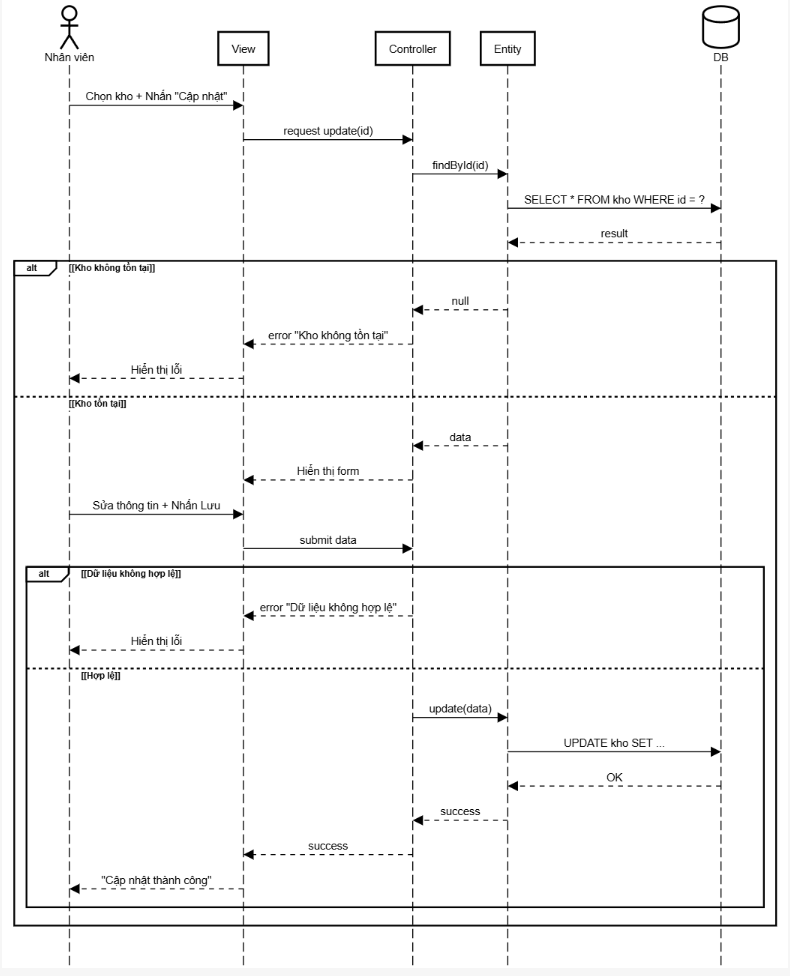 Nhân viên
View
Controller
Entity
DB
Chọn kho + Nhấn "Cập nhật"
request update(id)
findById(id)
SELECT * FROM kho WHERE id = ?
result
alt
[[Kho không tồn tại]]
null
error "Kho không tồn tại"
Hiển thị lỗi
[[Kho tồn tại]]
data
Hiển thị form
Sửa thông tin + Nhấn Lưu
submit data
alt
[[Dữ liệu không hợp lệ]]
error "Dữ liệu không hợp lệ"
Hiển thị lỗi
[[Hợp lệ]]
update(data)
UPDATE kho SET ...
OK
success
success
"Cập nhật thành công"